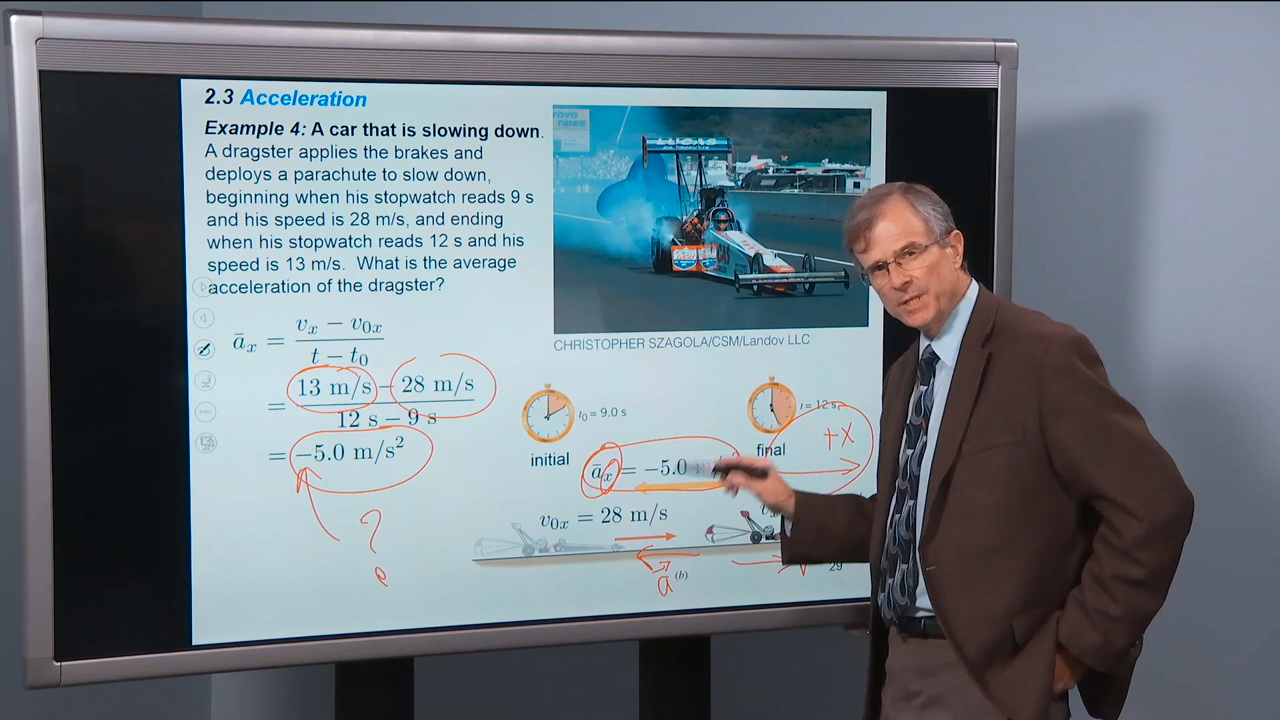 2.3 Acceleration
Example 4: A car that is slowing down.
A dragster applies the brakes and
deploys a parachute to slow down,
beginning when his stopwatch reads 9 s
and his speed is 28 m/s, and ending
when his stopwatch reads 12 s and his
speed is 13 m/s. What is the average
acceleration of the dragster?
CHRISTOPHER SZAGOLA/CSM/Landov LLC
āₓ = (vₓ − v₀ₓ) / (t − t₀)
= (13 m/s − 28 m/s) / (12 s − 9 s)
= −5.0 m/s²
?
t₀ = 9.0 s
initial
t = 12 s
final
+x
āₓ = −5.0
v₀ₓ = 28 m/s
a⃗
(b)
29